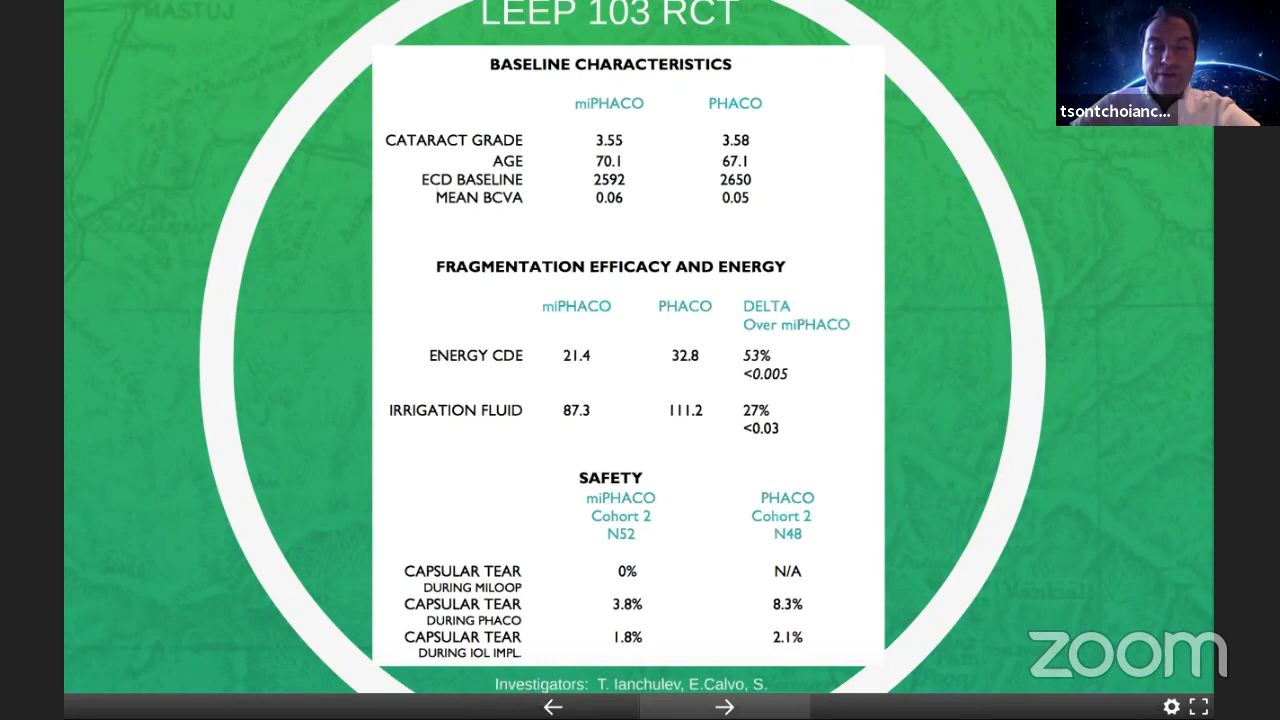 MASTUJ
LEEP 103 RCT
tsontchoianc...
BASELINE CHARACTERISTICS
miPHACO PHACO
CATARACT GRADE 3.55 3.58
AGE 70.1 67.1
ECD BASELINE 2592 2650
MEAN BCVA 0.06 0.05
FRAGMENTATION EFFICACY AND ENERGY
miPHACO PHACO DELTA
Over miPHACO
ENERGY CDE 21.4 32.8 53%
<0.005
IRRIGATION FLUID 87.3 111.2 27%
<0.03
SAFETY
miPHACO PHACO
Cohort 2 Cohort 2
N52 N48
CAPSULAR TEAR 0% N/A
DURING MILOOP
CAPSULAR TEAR 3.8% 8.3%
DURING PHACO
CAPSULAR TEAR 1.8% 2.1%
DURING IOL IMPL.
zoom
Investigators: T. Ianchulev, E.Calvo, S.